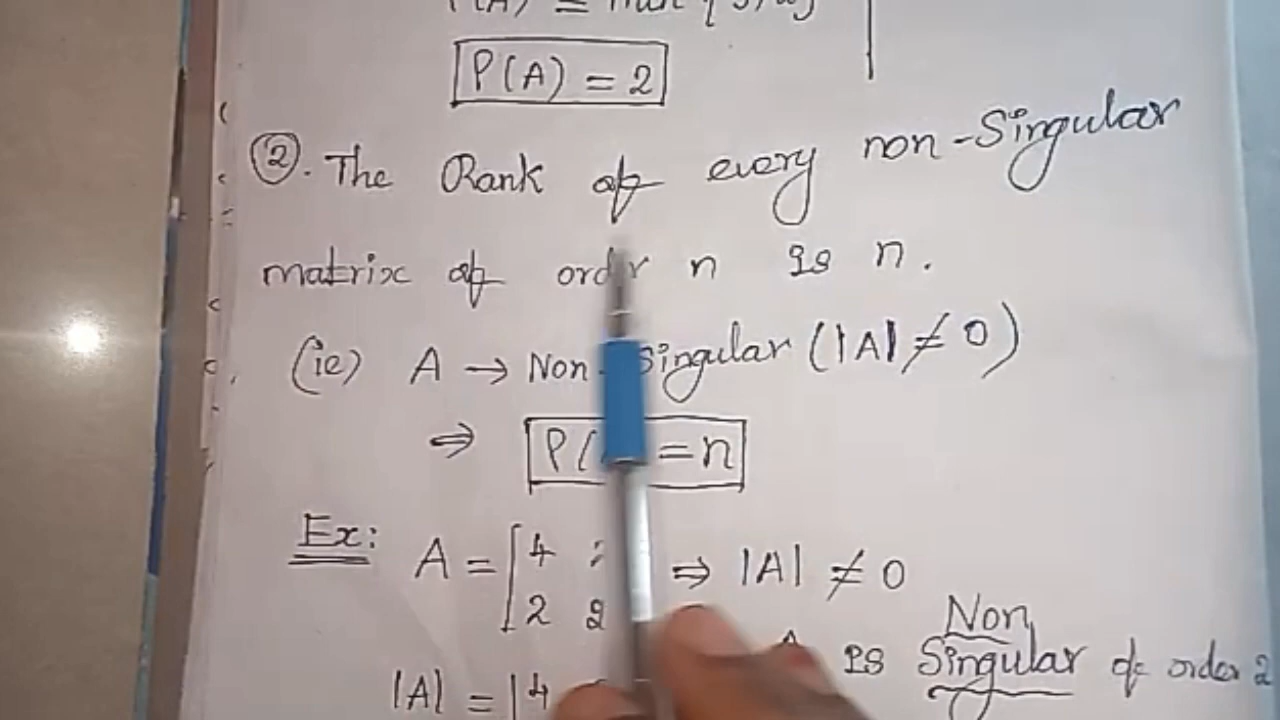 P(A) = 2
②. The Rank of every non-Singular
matrix of order n is n.
(ie) A → Non-Singular (|A| ≠ 0)
⇒ P( = n
Ex: A = [4
2 2
⇒ |A| ≠ 0
Non
is Singular of order 2
|A| = |4